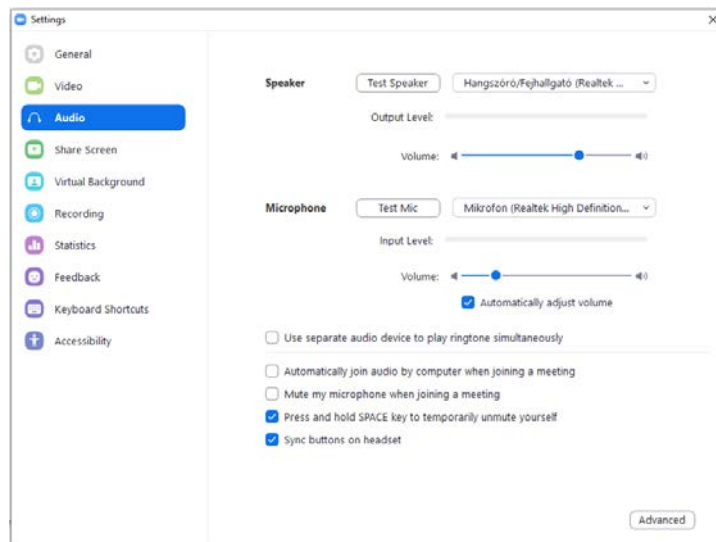 Settings
General
Video
Audio
Share Screen
Virtual Background
Recording
Statistics
Feedback
Keyboard Shortcuts
Accessibility
Speaker Test Speaker Hangszóró/Fejhallgató (Realtek ...
Output Level:
Volume:
Microphone Test Mic Mikrofon (Realtek High Definition...
Input Level:
Volume:
Automatically adjust volume
Use separate audio device to play ringtone simultaneously
Automatically join audio by computer when joining a meeting
Mute my microphone when joining a meeting
Press and hold SPACE key to temporarily unmute yourself
Sync buttons on headset
Advanced